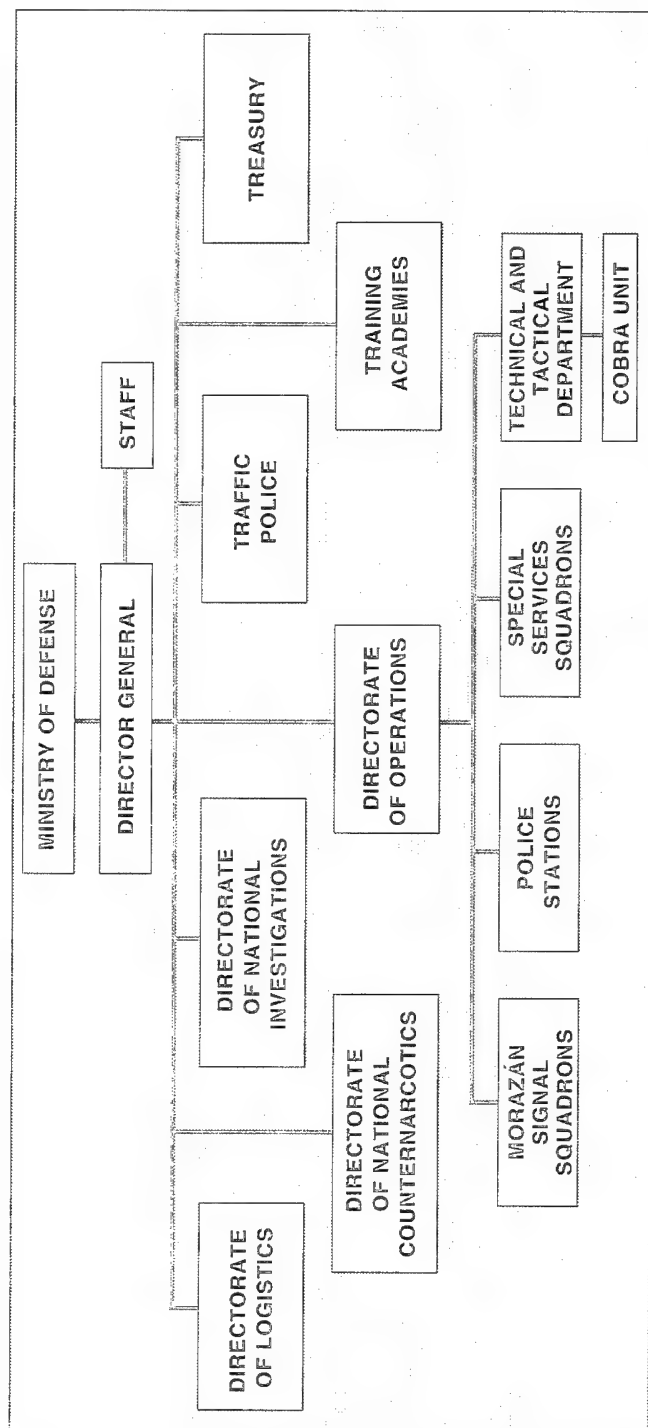 MINISTRY OF DEFENSE
DIRECTOR GENERAL
STAFF
DIRECTORATE
OF LOGISTICS
DIRECTORATE
OF NATIONAL
INVESTIGATIONS
TRAFFIC
POLICE
TREASURY
DIRECTORATE
OF NATIONAL
COUNTERNARCOTICS
DIRECTORATE
OF OPERATIONS
TRAINING
ACADEMIES
MORAZÁN
SIGNAL
SQUADRONS
POLICE
STATIONS
SPECIAL
SERVICES
SQUADRONS
TECHNICAL AND
TACTICAL
DEPARTMENT
COBRA UNIT